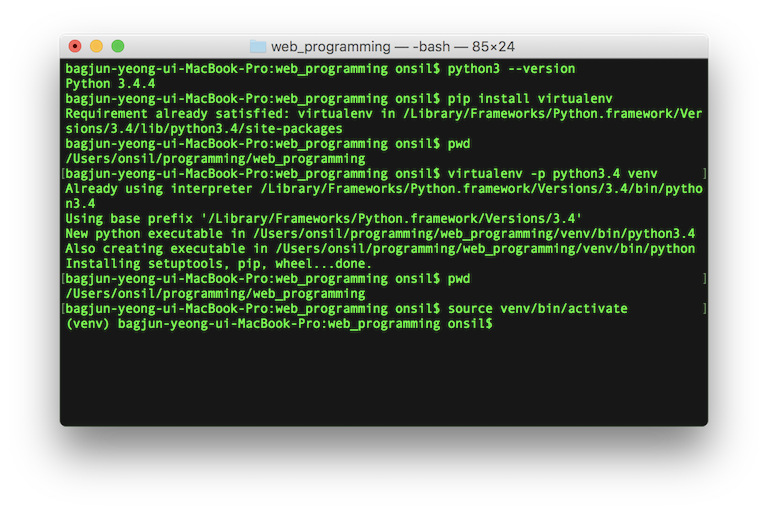 web_programming — -bash — 85×24
bagjun-yeong-ui-MacBook-Pro:web_programming onsil$ python3 --version
Python 3.4.4
bagjun-yeong-ui-MacBook-Pro:web_programming onsil$ pip install virtualenv
Requirement already satisfied: virtualenv in /Library/Frameworks/Python.framework/Ver
sions/3.4/lib/python3.4/site-packages
bagjun-yeong-ui-MacBook-Pro:web_programming onsil$ pwd
/Users/onsil/programming/web_programming
[bagjun-yeong-ui-MacBook-Pro:web_programming onsil$ virtualenv -p python3.4 venv ]
Already using interpreter /Library/Frameworks/Python.framework/Versions/3.4/bin/pytho
n3.4
Using base prefix '/Library/Frameworks/Python.framework/Versions/3.4'
New python executable in /Users/onsil/programming/web_programming/venv/bin/python3.4
Also creating executable in /Users/onsil/programming/web_programming/venv/bin/python
Installing setuptools, pip, wheel...done.
[bagjun-yeong-ui-MacBook-Pro:web_programming onsil$ pwd ]
/Users/onsil/programming/web_programming
[bagjun-yeong-ui-MacBook-Pro:web_programming onsil$ source venv/bin/activate ]
(venv) bagjun-yeong-ui-MacBook-Pro:web_programming onsil$